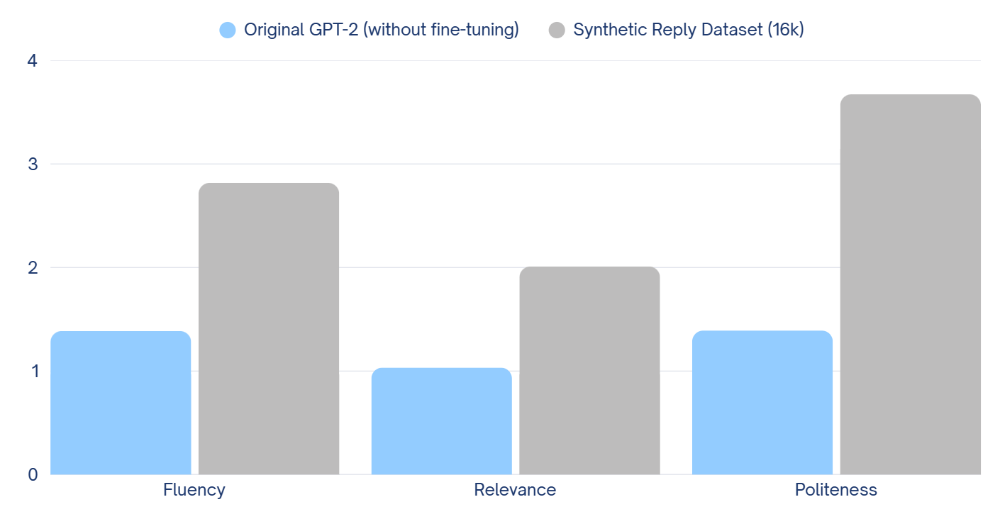 Original GPT-2 (without fine-tuning) Synthetic Reply Dataset (16k)
4
3
2
1
0
Fluency Relevance Politeness